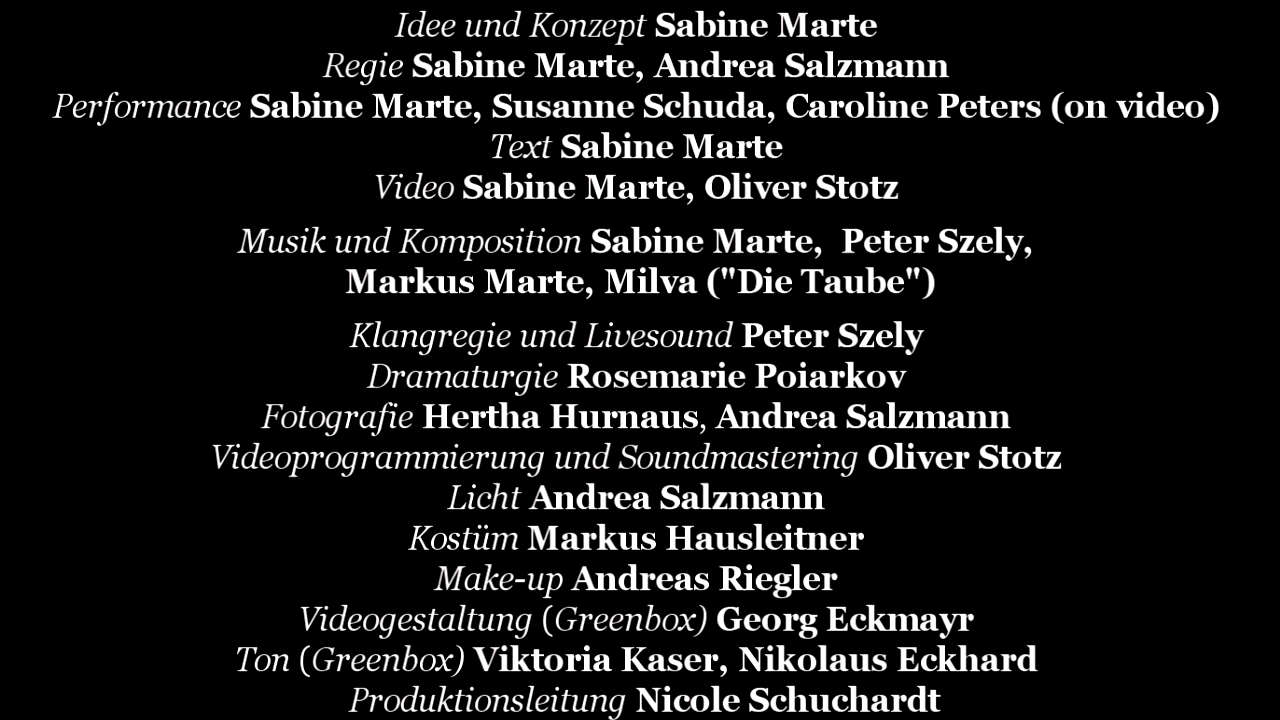 Idee und Konzept Sabine Marte
Regie Sabine Marte, Andrea Salzmann
Performance Sabine Marte, Susanne Schuda, Caroline Peters (on video)
Text Sabine Marte
Video Sabine Marte, Oliver Stotz
Musik und Komposition Sabine Marte,  Peter Szely,
Markus Marte, Milva ("Die Taube")
Klangregie und Livesound Peter Szely
Dramaturgie Rosemarie Poiarkov
Fotografie Hertha Hurnaus, Andrea Salzmann
Videoprogrammierung und Soundmastering Oliver Stotz
Licht Andrea Salzmann
Kostüm Markus Hausleitner
Make-up Andreas Riegler
Videogestaltung (Greenbox) Georg Eckmayr
Ton (Greenbox) Viktoria Kaser, Nikolaus Eckhard
Produktionsleitung Nicole Schuchardt